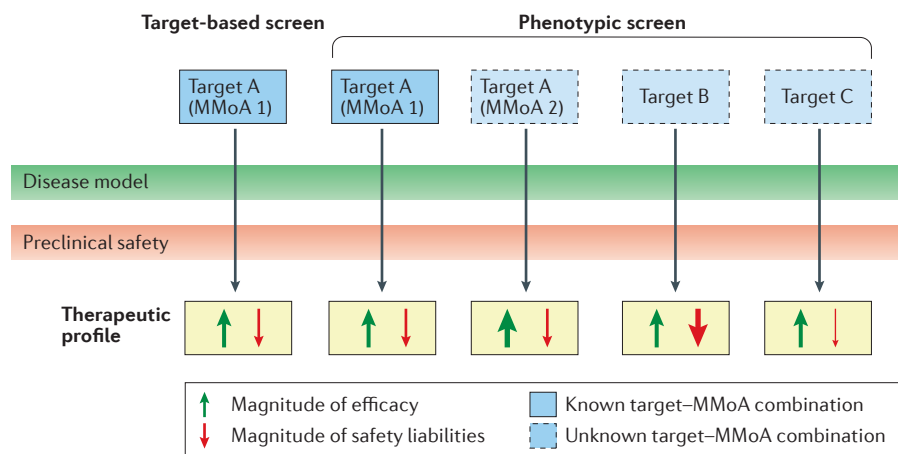 Target-based screen
Phenotypic screen
Target A
(MMoA 1)
Target A
(MMoA 1)
Target A
(MMoA 2)
Target B
Target C
Disease model
Preclinical safety
Therapeutic
profile
Magnitude of efficacy
Magnitude of safety liabilities
Known target–MMoA combination
Unknown target–MMoA combination